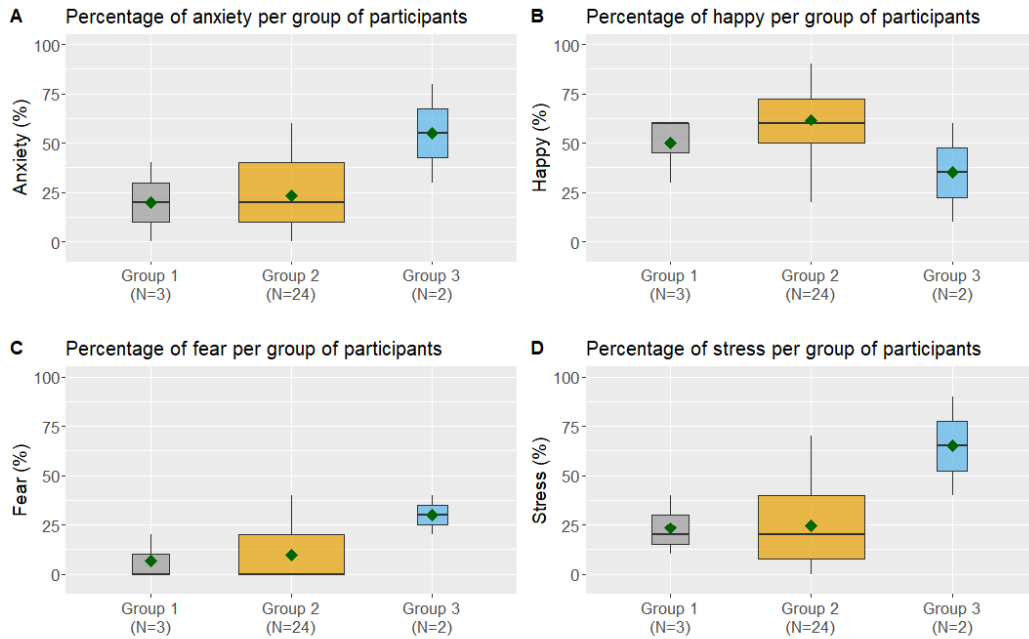 A Percentage of anxiety per group of participants
Anxiety (%)
100
75
50
25
0
Group 1 Group 2 Group 3
(N=3) (N=24) (N=2)
B Percentage of happy per group of participants
Happy (%)
100
75
50
25
0
Group 1 Group 2 Group 3
(N=3) (N=24) (N=2)
C Percentage of fear per group of participants
Fear (%)
100
75
50
25
0
Group 1 Group 2 Group 3
(N=3) (N=24) (N=2)
D Percentage of stress per group of participants
Stress (%)
100
75
50
25
0
Group 1 Group 2 Group 3
(N=3) (N=24) (N=2)